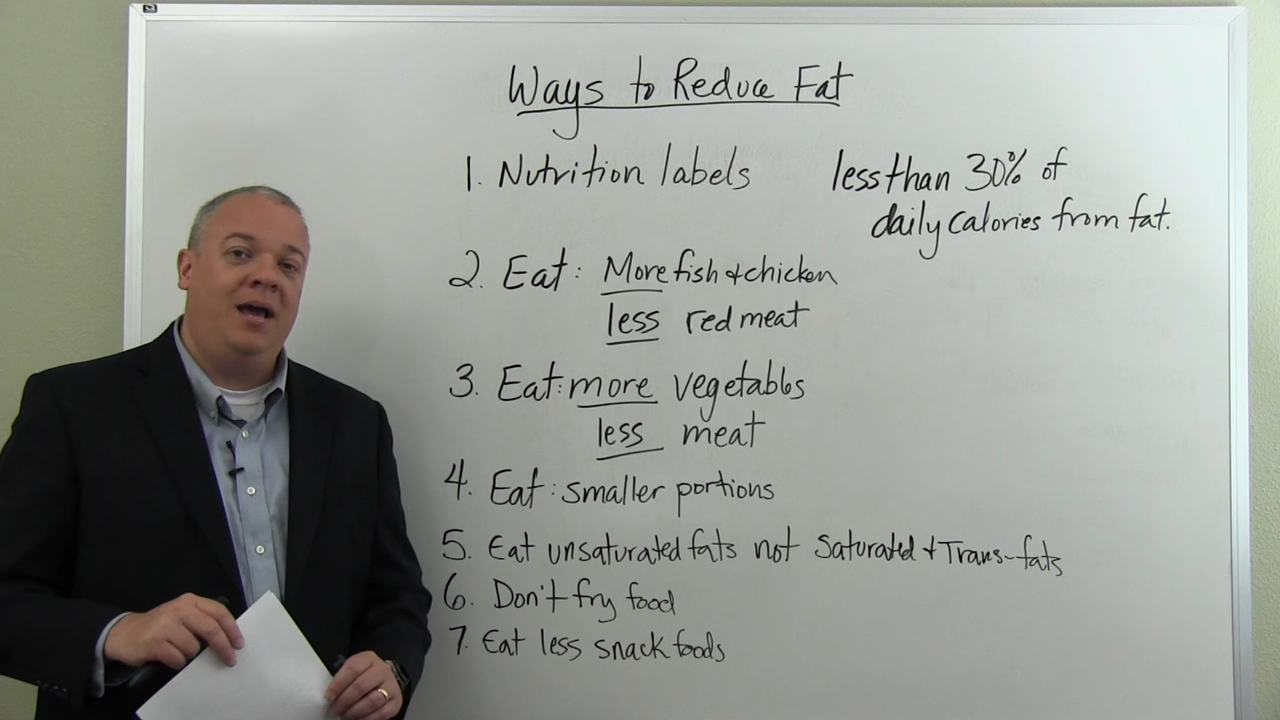 Ways to Reduce Fat
1. Nutrition labels less than 30% of
daily calories from fat.
2. Eat: More fish & chicken
less red meat
3. Eat: more vegetables
less meat
4. Eat: smaller portions
5. Eat unsaturated fats not saturated & Trans-fats
6. Don't fry food
7. Eat less snack foods